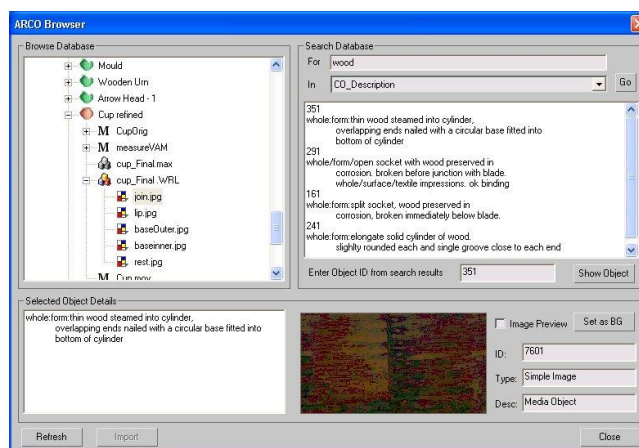 ARCO Browser
Browse Database
Mould
Wooden Urn
Arrow Head - 1
Cup refined
M CupOrig
M measureVAM
cup_Final.max
cup_Final .WRL
join.jpg
lip.jpg
baseOuter.jpg
baseinner.jpg
rest.jpg
M Cup mov
Search Database
For wood
In CO_Description
Go
351
whole:form:thin wood steamed into cylinder,
overlapping ends nailed with a circular base fitted into
bottom of cylinder
291
whole/form/open socket with wood preserved in
corrosion. broken before junction with blade.
whole/surface/textile impressions. ok binding
161
whole:form:split socket, wood preserved in
corrosion, broken immediately below blade.
241
whole:form:elongate solid cylinder of wood.
slighlty rounded each and single groove close to each end
Enter Object ID from search results 351 Show Object
Selected Object Details
whole:form:thin wood steamed into cylinder,
overlapping ends nailed with a circular base fitted into
bottom of cylinder
Image Preview Set as BG
ID: 7601
Type: Simple Image
Desc: Media Object
Refresh Import Close